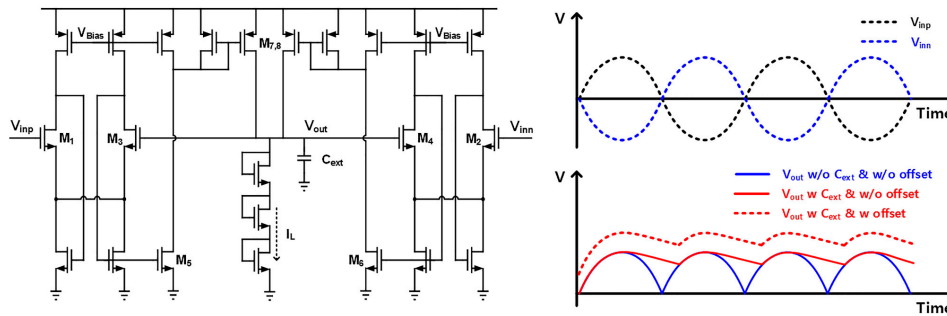 V_Bias
M_7,8
V_Bias
V_inp
M_1
M_3
V_out
M_4
M_2
V_inn
C_ext
I_L
M_5
M_6
V
V_inp
V_inn
Time
V
V_out w/o C_ext & w/o offset
V_out w C_ext & w/o offset
V_out w C_ext & w offset
Time